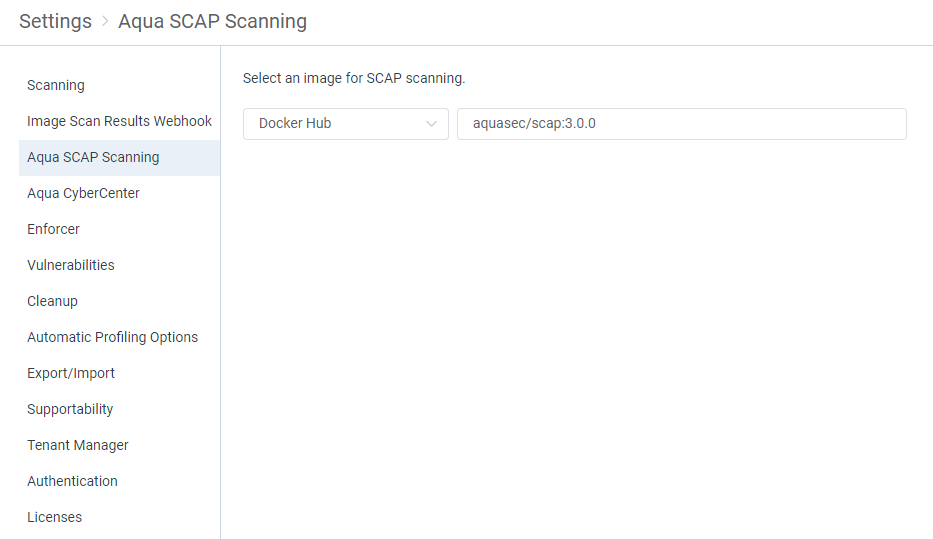 Settings > Aqua SCAP Scanning
Scanning
Image Scan Results Webhook
Aqua SCAP Scanning
Aqua CyberCenter
Enforcer
Vulnerabilities
Cleanup
Automatic Profiling Options
Export/Import
Supportability
Tenant Manager
Authentication
Licenses
Select an image for SCAP scanning.
Docker Hub
aquasec/scap:3.0.0